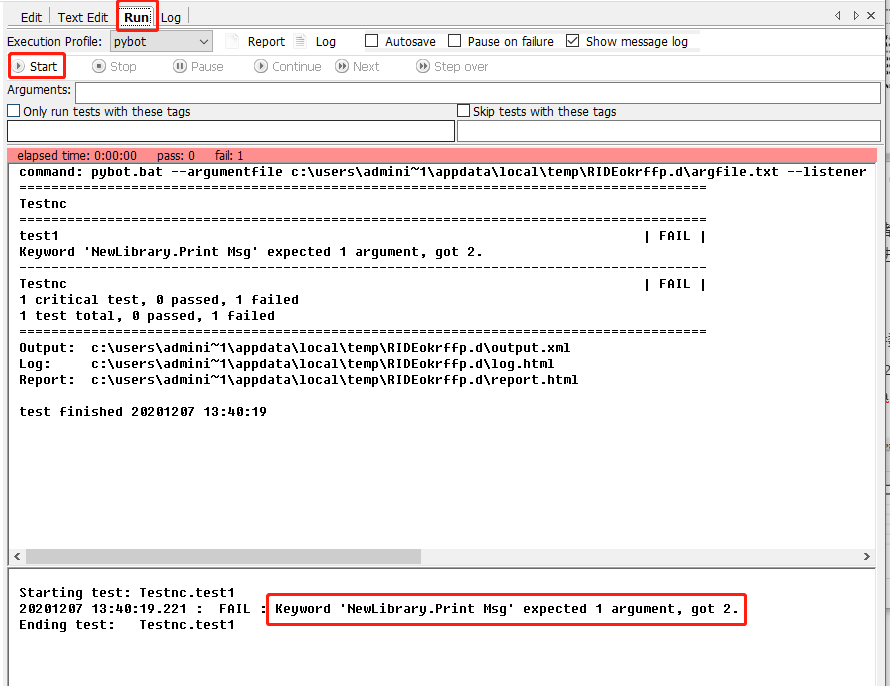 Edit Text Edit Run Log
Execution Profile: pybot Report Log Autosave Pause on failure Show message log
Start Stop Pause Continue Next Step over
Arguments:
Only run tests with these tags Skip tests with these tags
elapsed time: 0:00:00 pass: 0 fail: 1
command: pybot.bat --argumentfile c:\users\admini~1\appdata\local\temp\RIDEokrffp.d\argfile.txt --listener
========================================================================================
Testnc
========================================================================================
test1 | FAIL |
Keyword 'NewLibrary.Print Msg' expected 1 argument, got 2.
----------------------------------------------------------------------------------------
Testnc | FAIL |
1 critical test, 0 passed, 1 failed
1 test total, 0 passed, 1 failed
========================================================================================
Output: c:\users\admini~1\appdata\local\temp\RIDEokrffp.d\output.xml
Log: c:\users\admini~1\appdata\local\temp\RIDEokrffp.d\log.html
Report: c:\users\admini~1\appdata\local\temp\RIDEokrffp.d\report.html
test finished 20201207 13:40:19
Starting test: Testnc.test1
20201207 13:40:19.221 : FAIL : Keyword 'NewLibrary.Print Msg' expected 1 argument, got 2.
Ending test: Testnc.test1